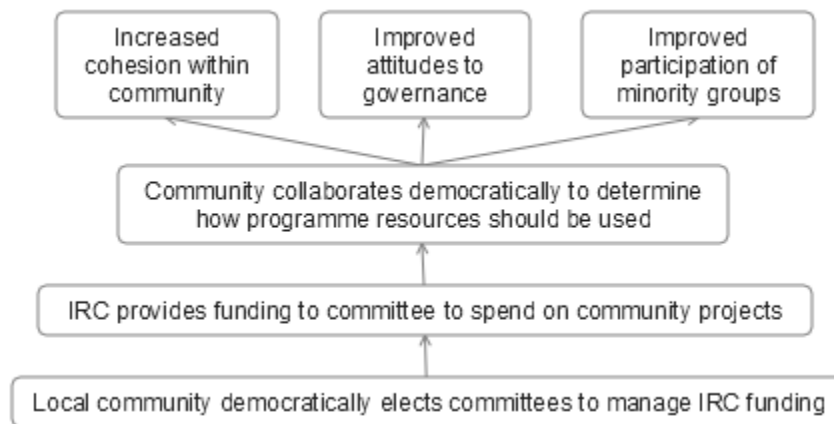 Increased
cohesion within
community
Improved
attitudes to
governance
Improved
participation of
minority groups
Community collaborates democratically to determine
how programme resources should be used
IRC provides funding to committee to spend on community projects
Local community democratically elects committees to manage IRC funding